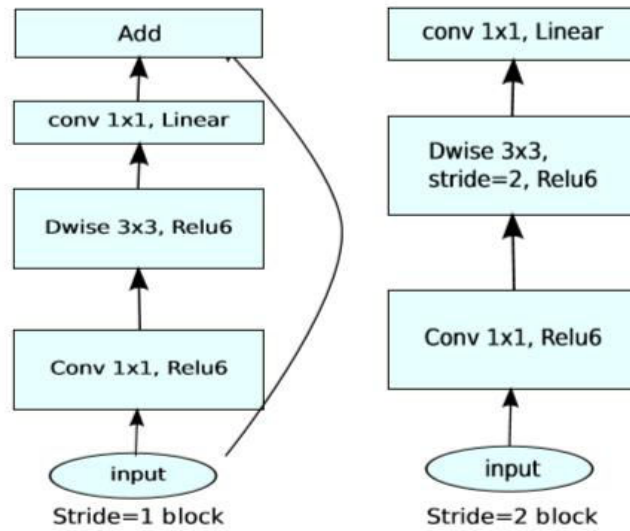 Add
conv 1x1, Linear
Dwise 3x3, Relu6
Conv 1x1, Relu6
input
Stride=1 block
conv 1x1, Linear
Dwise 3x3,
stride=2, Relu6
Conv 1x1, Relu6
input
Stride=2 block